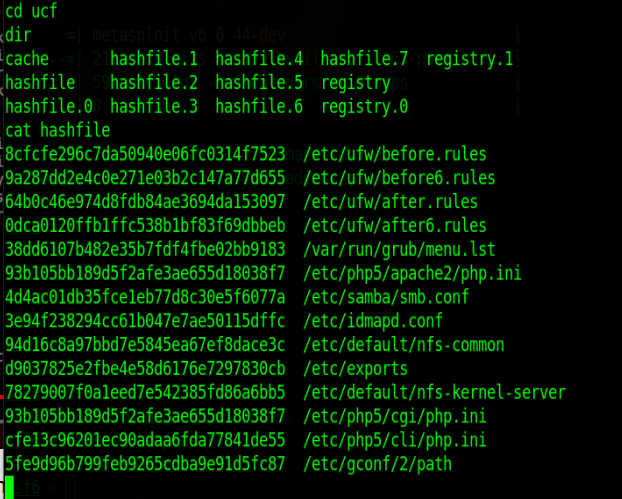 cd ucf
dir
cache hashfile.1 hashfile.4 hashfile.7 registry.1
hashfile hashfile.2 hashfile.5 registry
hashfile.0 hashfile.3 hashfile.6 registry.0
cat hashfile
8cfcfe296c7da50940e06fc0314f7523 /etc/ufw/before.rules
9a287dd2e4c0e271e03b2c147a77d655 /etc/ufw/before6.rules
64b0c46e974d8fdb84ae3694da153097 /etc/ufw/after.rules
0dca0120ffb1ffc538b1bf83f69dbbeb /etc/ufw/after6.rules
38dd6107b482e35b7fdf4fbe02bb9183 /var/run/grub/menu.lst
93b105bb189d5f2afe3ae655d18038f7 /etc/php5/apache2/php.ini
4d4ac01db35fce1eb77d8c30e5f6077a /etc/samba/smb.conf
3e94f238294cc61b047e7ae50115dffc /etc/idmapd.conf
94d16c8a97bbd7e5845ea67ef8dace3c /etc/default/nfs-common
d9037825e2fbe4e58d6176e7297830cb /etc/exports
78279007f0a1eed7e542385fd86a6bb5 /etc/default/nfs-kernel-server
93b105bb189d5f2afe3ae655d18038f7 /etc/php5/cgi/php.ini
cfe13c96201ec90adaa6fda77841de55 /etc/php5/cli/php.ini
5fe9d96b799feb9265cdba9e91d5fc87 /etc/gconf/2/path